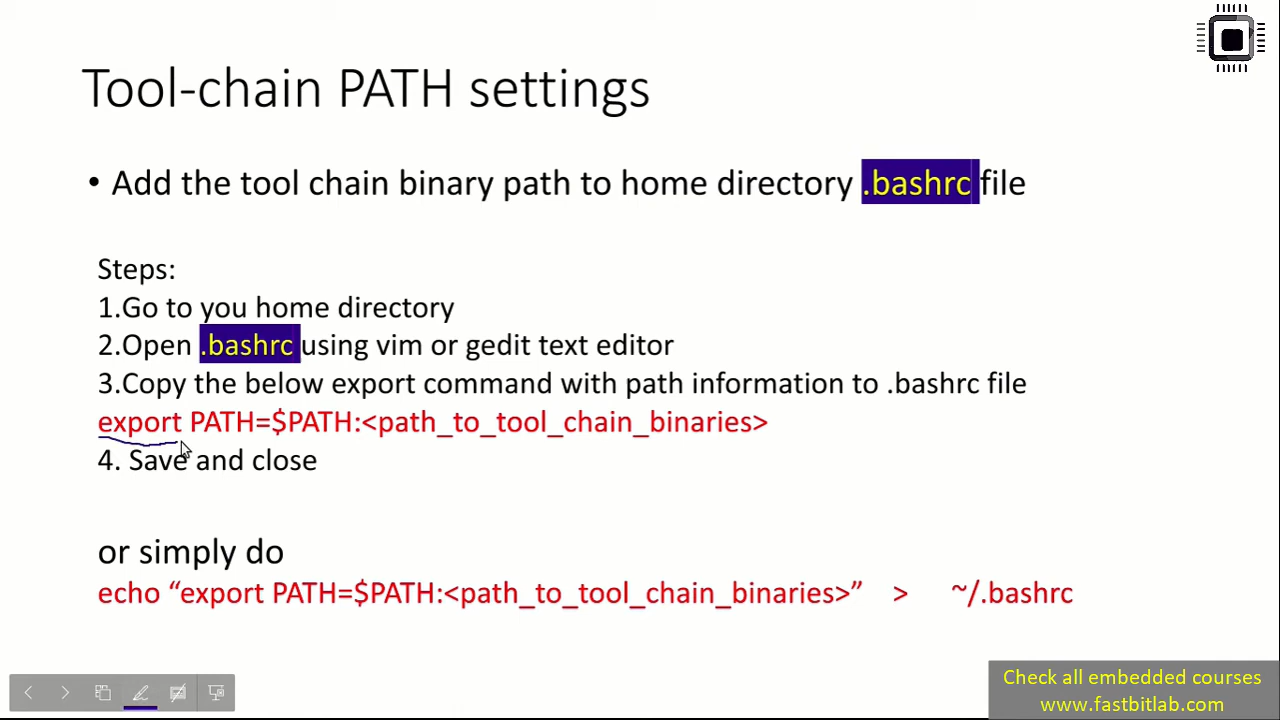 Tool-chain PATH settings
• Add the tool chain binary path to home directory .bashrc file
Steps:
1.Go to you home directory
2.Open .bashrc using vim or gedit text editor
3.Copy the below export command with path information to .bashrc file
export PATH=$PATH:<path_to_tool_chain_binaries>
4. Save and close
or simply do
echo “export PATH=$PATH:<path_to_tool_chain_binaries>” > ~/.bashrc
Check all embedded courses
www.fastbitlab.com